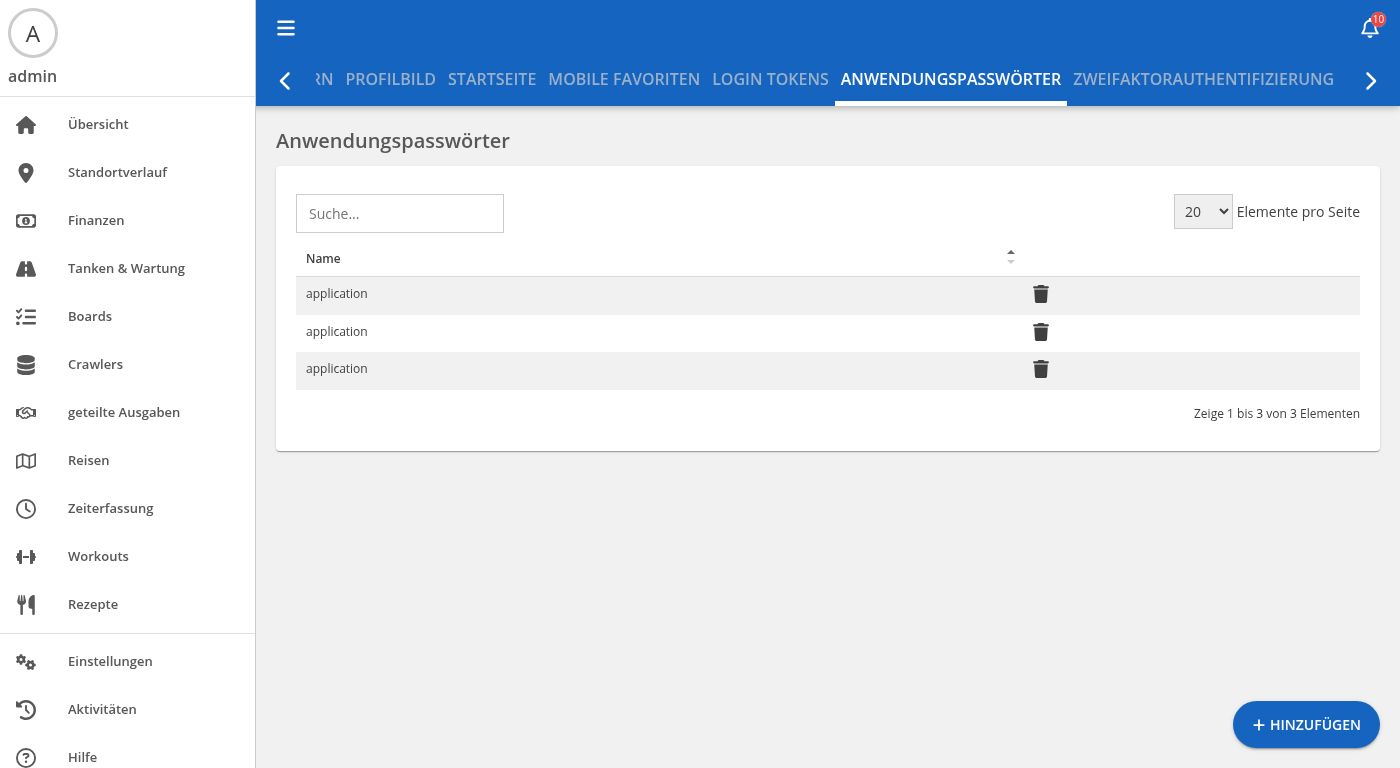 A
admin
Übersicht
Standortverlauf
Finanzen
Tanken & Wartung
Boards
Crawlers
geteilte Ausgaben
Reisen
Zeiterfassung
Workouts
Rezepte
Einstellungen
Aktivitäten
Hilfe
10
RN PROFILBILD STARTSEITE MOBILE FAVORITEN LOGIN TOKENS ANWENDUNGSPASSWÖRTER ZWEIFAKTORAUTHENTIFIZIERUNG
Anwendungspasswörter
Suche... 20 Elemente pro Seite
Name
application
application
application
Zeige 1 bis 3 von 3 Elementen
+ HINZUFÜGEN